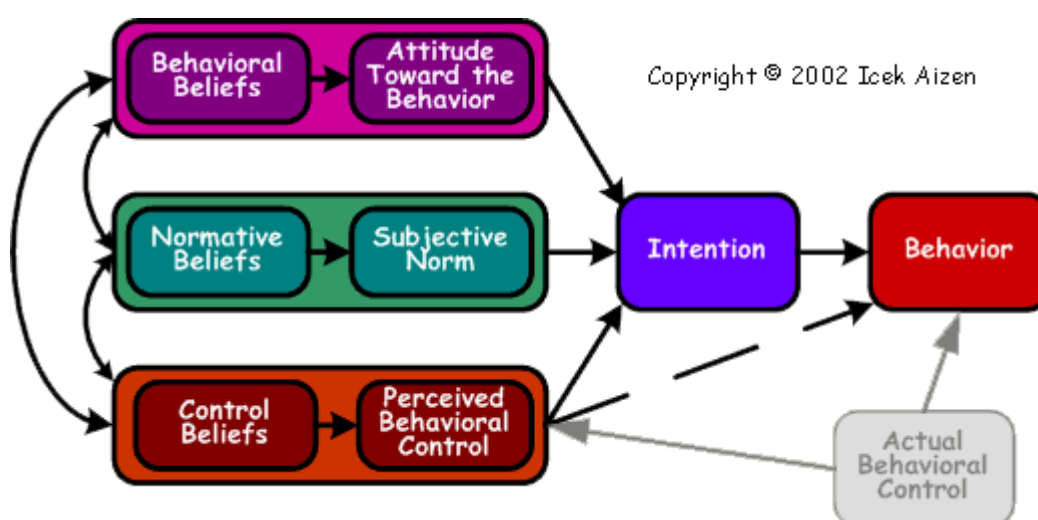 Behavioral
Beliefs
Attitude
Toward the
Behavior
Copyright © 2002 Icek Aizen
Normative
Beliefs
Subjective
Norm
Intention
Behavior
Control
Beliefs
Perceived
Behavioral
Control
Actual
Behavioral
Control